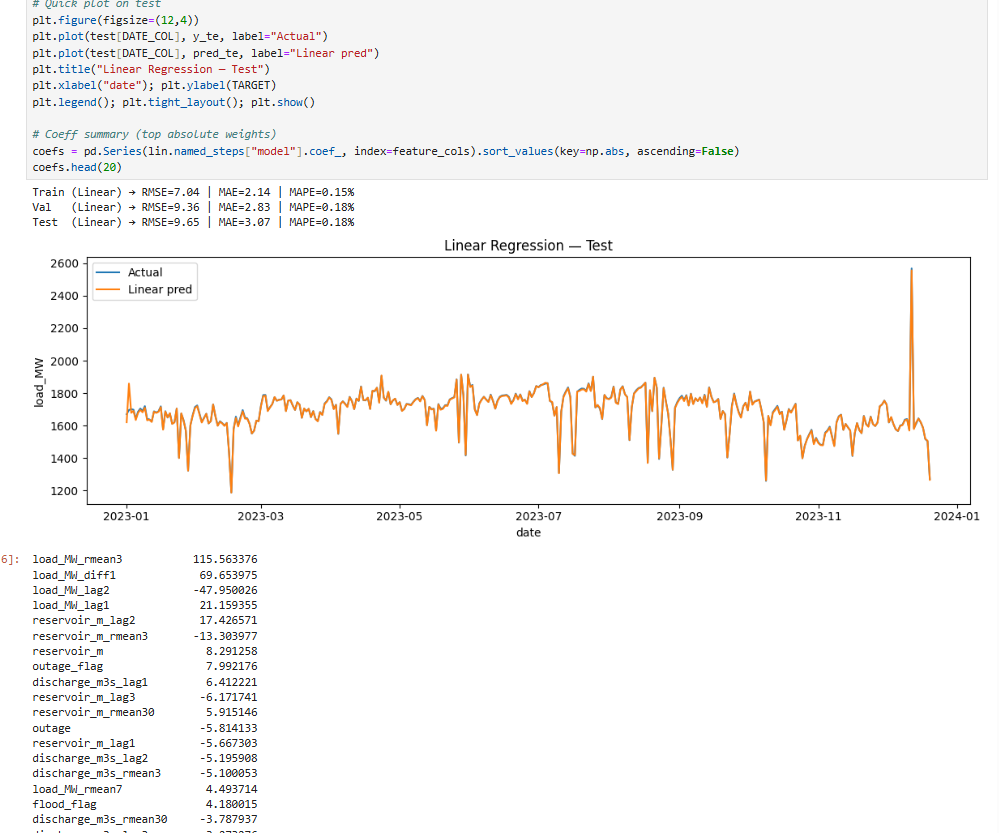 # Quick plot on test
plt.figure(figsize=(12,4))
plt.plot(test[DATE_COL], y_te, label="Actual")
plt.plot(test[DATE_COL], pred_te, label="Linear pred")
plt.title("Linear Regression — Test")
plt.xlabel("date"); plt.ylabel(TARGET)
plt.legend(); plt.tight_layout(); plt.show()
# Coeff summary (top absolute weights)
coefs = pd.Series(lin.named_steps["model"].coef_, index=feature_cols).sort_values(key=np.abs, ascending=False)
coefs.head(20)
Train (Linear) → RMSE=7.04 | MAE=2.14 | MAPE=0.15%
Val   (Linear) → RMSE=9.36 | MAE=2.83 | MAPE=0.18%
Test  (Linear) → RMSE=9.65 | MAE=3.07 | MAPE=0.18%
Linear Regression — Test
Actual
Linear pred
2600
2400
2200
2000
1800
1600
1400
1200
load_MW
2023-01 2023-03 2023-05 2023-07 2023-09 2023-11 2024-01
date
6]: load_MW_rmean3 115.563376
load_MW_diff1 69.653975
load_MW_lag2 -47.950026
load_MW_lag1 21.159355
reservoir_m_lag2 17.426571
reservoir_m_rmean3 -13.303977
reservoir_m 8.291258
outage_flag 7.992176
discharge_m3s_lag1 6.412221
reservoir_m_lag3 -6.171741
reservoir_m_rmean30 5.915146
outage -5.814133
reservoir_m_lag1 -5.667303
discharge_m3s_lag2 -5.195908
discharge_m3s_rmean3 -5.100053
load_MW_rmean7 4.493714
flood_flag 4.180015
discharge_m3s_rmean30 -3.787937